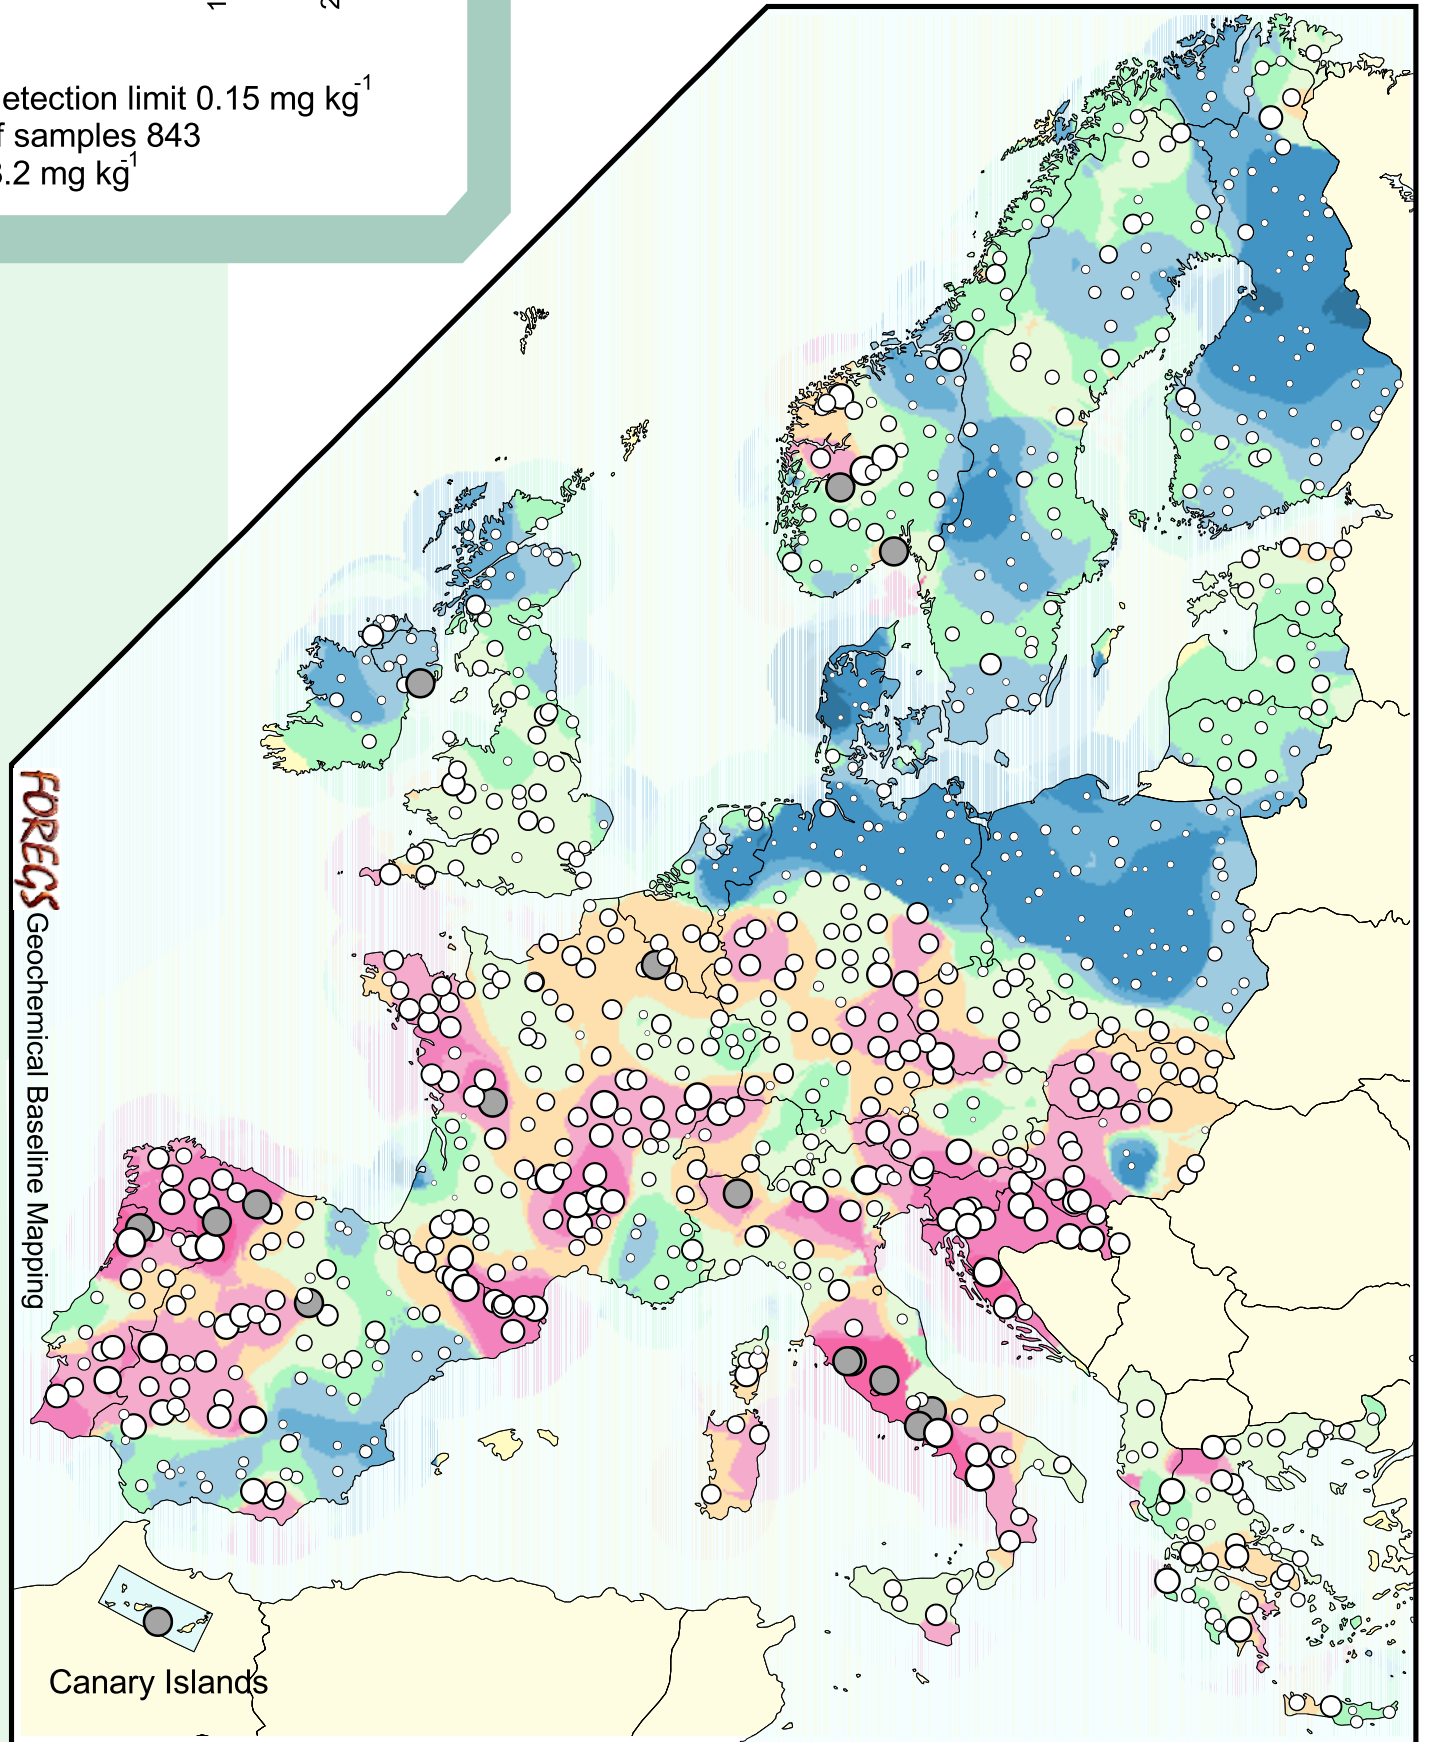 etection limit 0.15 mg kg-1
samples 843
.2 mg kg-1
FOREGS Geochemical Baseline Mapping
Canary Islands